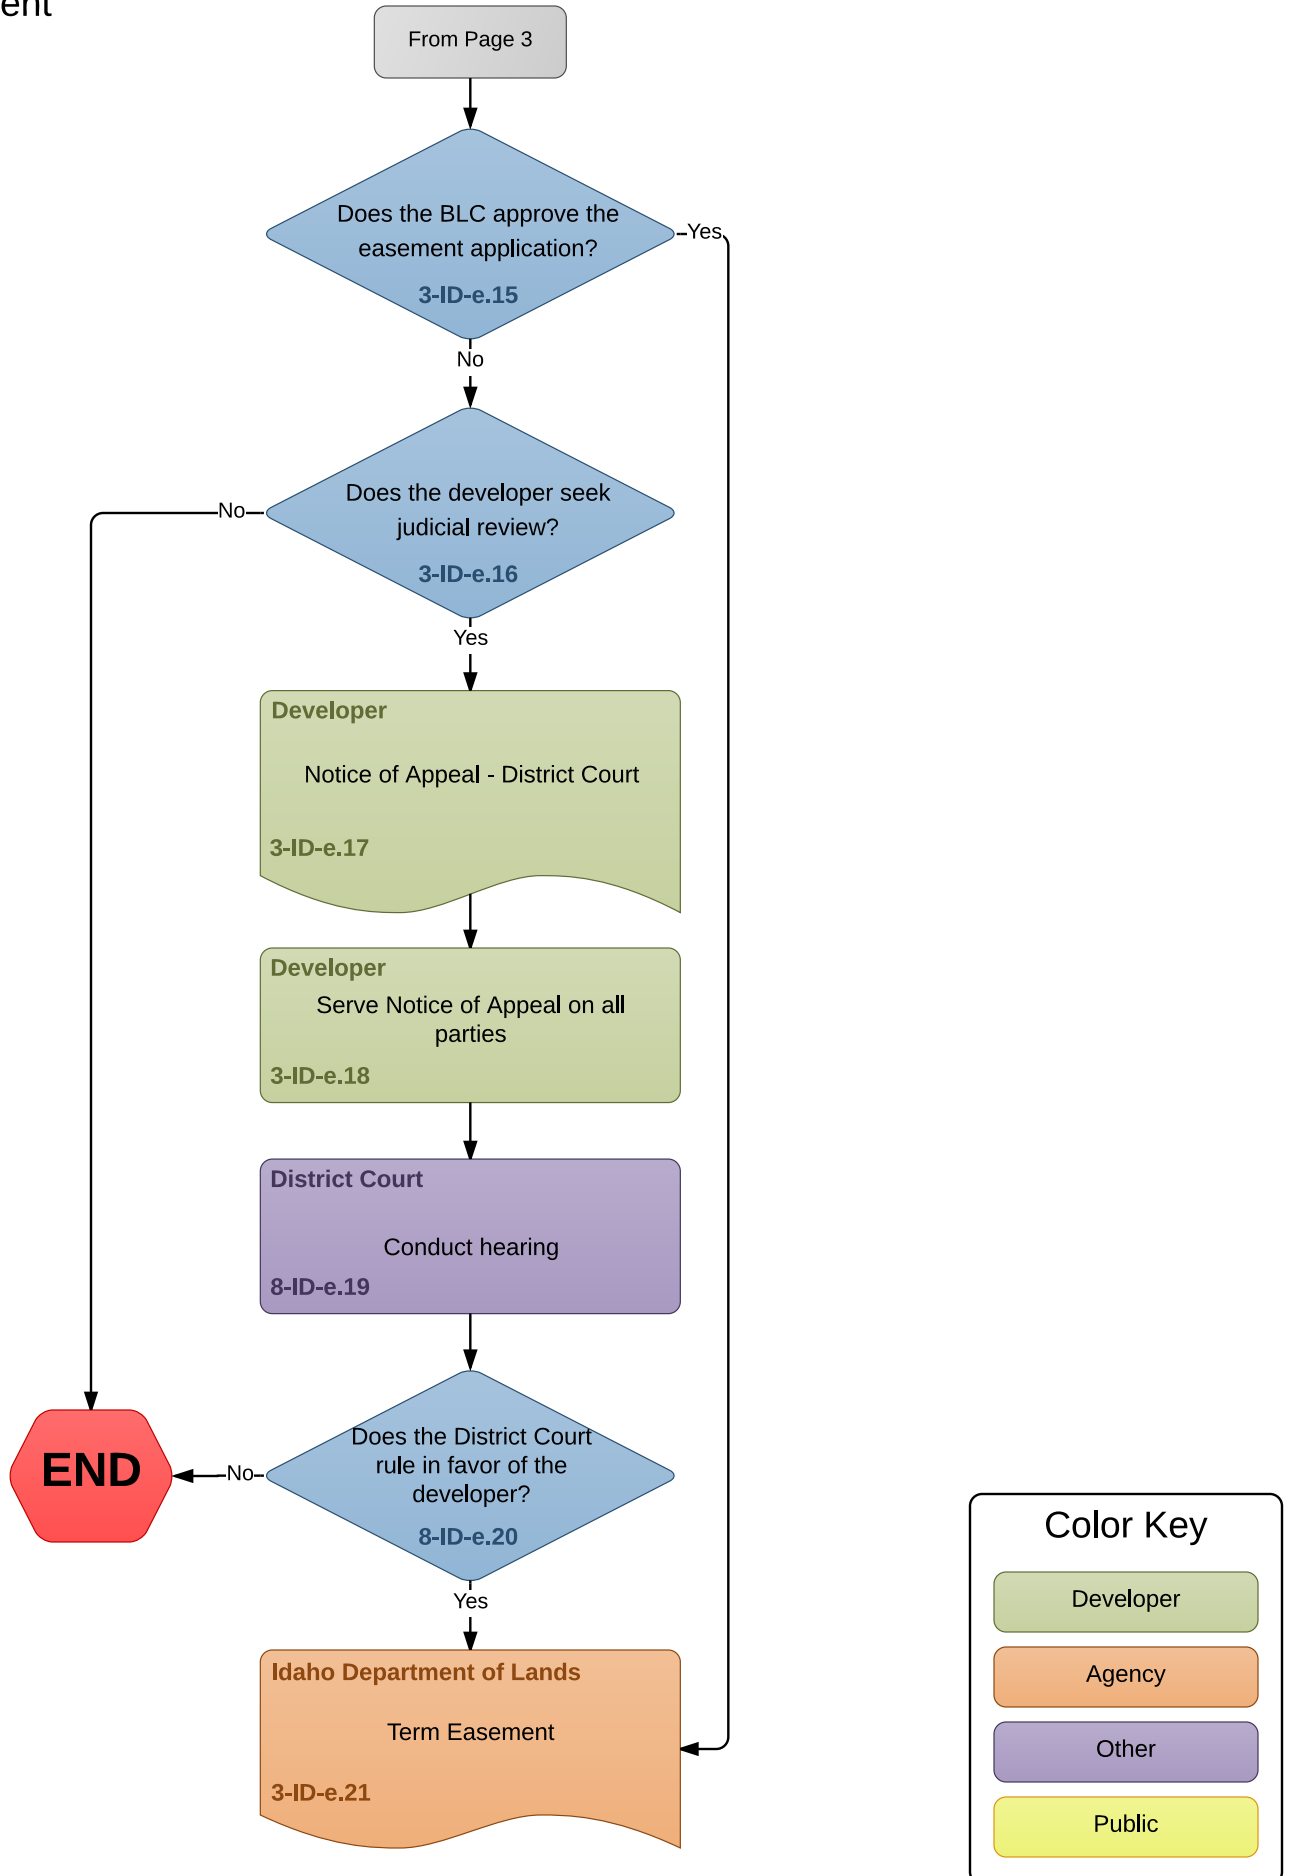 ent
From Page 3
Does the BLC approve the
easement application?
3-ID-e.15
Yes
No
Does the developer seek
judicial review?
3-ID-e.16
No
Yes
Developer
Notice of Appeal - District Court
3-ID-e.17
Developer
Serve Notice of Appeal on all
parties
3-ID-e.18
District Court
Conduct hearing
8-ID-e.19
Does the District Court
rule in favor of the
developer?
8-ID-e.20
No
END
Yes
Idaho Department of Lands
Term Easement
3-ID-e.21
Color Key
Developer
Agency
Other
Public